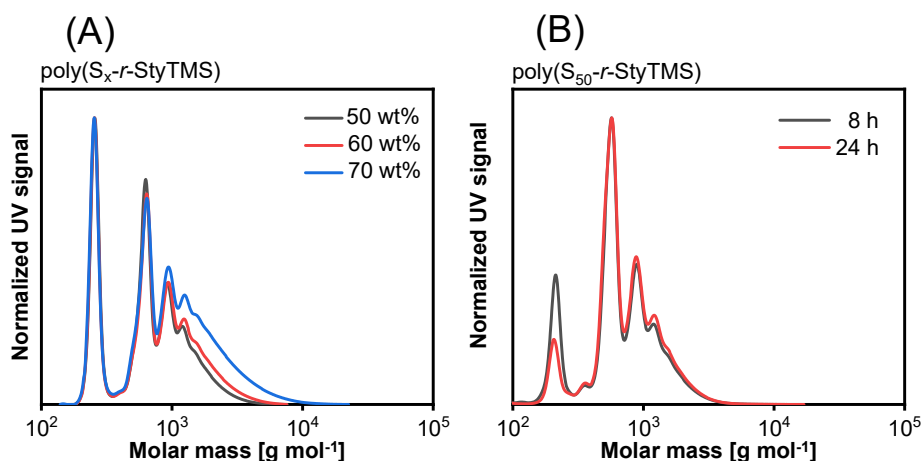 (A)
poly(Sₓ-r-StyTMS)
50 wt%
60 wt%
70 wt%
Normalized UV signal
10² 10³ 10⁴ 10⁵
Molar mass [g mol⁻¹]
(B)
poly(S₅₀-r-StyTMS)
8 h
24 h
Normalized UV signal
10² 10³ 10⁴ 10⁵
Molar mass [g mol⁻¹]